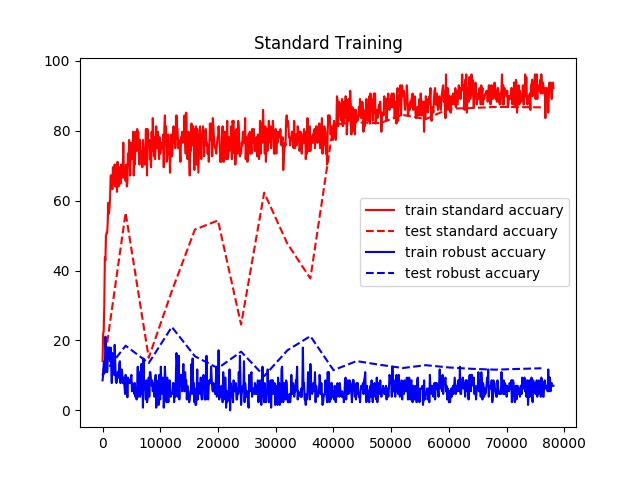 Standard Training
100
80
60
40
20
0
train standard accuary
test standard accuary
train robust accuary
test robust accuary
0 10000 20000 30000 40000 50000 60000 70000 80000